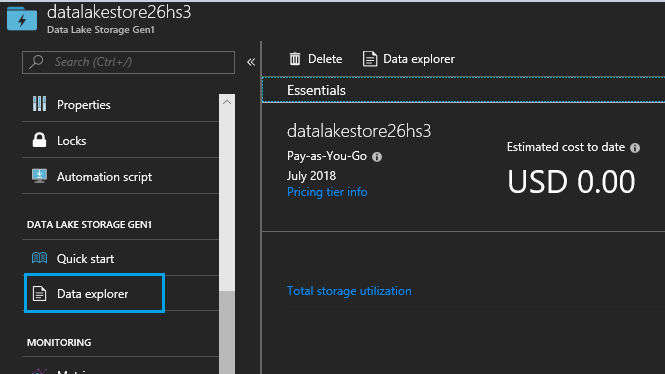 datalakestore26hs3
Data Lake Storage Gen1
Search (Ctrl+/)
Properties
Locks
Automation script
DATA LAKE STORAGE GEN1
Quick start
Data explorer
MONITORING
Delete
Data explorer
Essentials
datalakestore26hs3
Pay-as-You-Go
July 2018
Pricing tier info
Estimated cost to date
USD 0.00
Total storage utilization